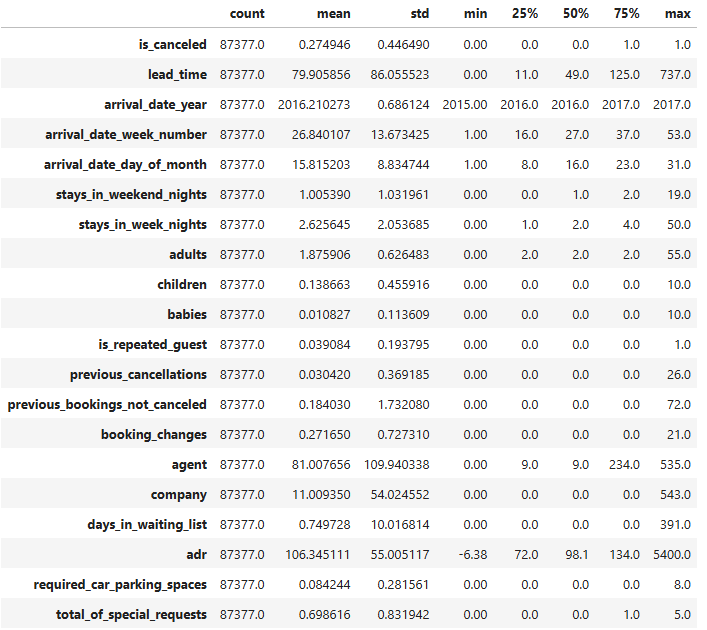 count mean std min 25% 50% 75% max
is_canceled 87377.0 0.274946 0.446490 0.00 0.0 0.0 1.0 1.0
lead_time 87377.0 79.905856 86.055523 0.00 11.0 49.0 125.0 737.0
arrival_date_year 87377.0 2016.210273 0.686124 2015.00 2016.0 2016.0 2017.0 2017.0
arrival_date_week_number 87377.0 26.840107 13.673425 1.00 16.0 27.0 37.0 53.0
arrival_date_day_of_month 87377.0 15.815203 8.834744 1.00 8.0 16.0 23.0 31.0
stays_in_weekend_nights 87377.0 1.005390 1.031961 0.00 0.0 1.0 2.0 19.0
stays_in_week_nights 87377.0 2.625645 2.053685 0.00 1.0 2.0 4.0 50.0
adults 87377.0 1.875906 0.626483 0.00 2.0 2.0 2.0 55.0
children 87377.0 0.138663 0.455916 0.00 0.0 0.0 0.0 10.0
babies 87377.0 0.010827 0.113609 0.00 0.0 0.0 0.0 10.0
is_repeated_guest 87377.0 0.039084 0.193795 0.00 0.0 0.0 0.0 1.0
previous_cancellations 87377.0 0.030420 0.369185 0.00 0.0 0.0 0.0 26.0
previous_bookings_not_canceled 87377.0 0.184030 1.732080 0.00 0.0 0.0 0.0 72.0
booking_changes 87377.0 0.271650 0.727310 0.00 0.0 0.0 0.0 21.0
agent 87377.0 81.007656 109.940338 0.00 9.0 9.0 234.0 535.0
company 87377.0 11.009350 54.024552 0.00 0.0 0.0 0.0 543.0
days_in_waiting_list 87377.0 0.749728 10.016814 0.00 0.0 0.0 0.0 391.0
adr 87377.0 106.345111 55.005117 -6.38 72.0 98.1 134.0 5400.0
required_car_parking_spaces 87377.0 0.084244 0.281561 0.00 0.0 0.0 0.0 8.0
total_of_special_requests 87377.0 0.698616 0.831942 0.00 0.0 0.0 1.0 5.0